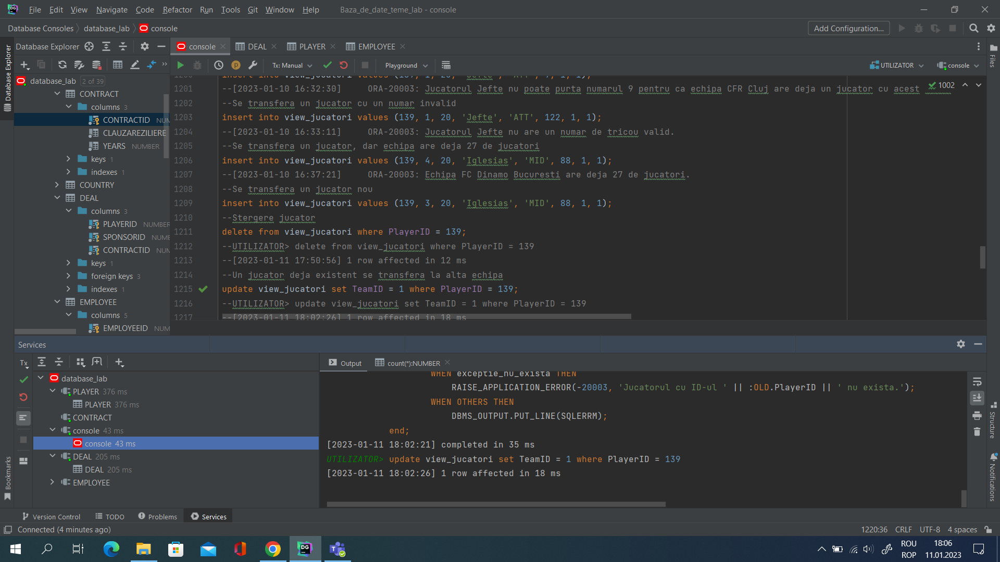 File Edit View Navigate Code Refactor Run Tools Git Window Help Baza_de_date_teme_lab - console
Database Consoles database_lab console Add Configuration...
Database Explorer console DEAL PLAYER EMPLOYEE
Tx: Manual Playground UTILIZATOR console
database_lab 2 of 39
CONTRACT
columns 3
CONTRACTID NUM
CLAUZAREZILIERE
YEARS NUMBER
keys 1
indexes 1
COUNTRY
DEAL
columns 3
PLAYERID NUMBER
SPONSORID NUMB
CONTRACTID NUM
keys 1
foreign keys 3
indexes 1
EMPLOYEE
columns 5
EMPLOYEEID NUM
1002
1200 insert into view_jucatori values (139, 1, 20, 'Jefte', 'ATT', 9, 1, 1);
1201 --[2023-01-10 16:32:30] ORA-20003: Jucatorul Jefte nu poate purta numarul 9 pentru ca echipa CFR Cluj are deja un jucator cu acest
1202 --Se transfera un jucator cu un numar invalid
1203 insert into view_jucatori values (139, 1, 20, 'Jefte', 'ATT', 122, 1, 1);
1204 --[2023-01-10 16:33:11] ORA-20003: Jucatorul Jefte nu are un numar de tricou valid.
1205 --Se transfera un jucator, dar echipa are deja 27 de jucatori
1206 insert into view_jucatori values (139, 4, 20, 'Iglesias', 'MID', 88, 1, 1);
1207 --[2023-01-10 16:37:21] ORA-20003: Echipa FC Dinamo Bucuresti are deja 27 de jucatori.
1208 --Se transfera un jucator nou
1209 insert into view_jucatori values (139, 3, 20, 'Iglesias', 'MID', 88, 1, 1);
1210 --Stergere jucator
1211 delete from view_jucatori where PlayerID = 139;
1212 --UTILIZATOR> delete from view_jucatori where PlayerID = 139
1213 --[2023-01-11 17:50:56] 1 row affected in 12 ms
1214 --Un jucator deja existent se transfera la alta echipa
1215 update view_jucatori set TeamID = 1 where PlayerID = 139;
1216 --UTILIZATOR> update view_jucatori set TeamID = 1 where PlayerID = 139
1217 --[2023-01-11 18:02:26] 1 row affected in 18 ms
Services
Tx
database_lab
PLAYER 376 ms
PLAYER 376 ms
CONTRACT
console 43 ms
console 43 ms
DEAL 205 ms
DEAL 205 ms
EMPLOYEE
Output count(*):NUMBER
WHEN exceptie_nu_exista THEN
RAISE_APPLICATION_ERROR(-20003, 'Jucatorul cu ID-ul ' || :OLD.PlayerID || ' nu exista.');
WHEN OTHERS THEN
DBMS_OUTPUT.PUT_LINE(SQLERRM);
end;
[2023-01-11 18:02:21] completed in 35 ms
UTILIZATOR> update view_jucatori set TeamID = 1 where PlayerID = 139
[2023-01-11 18:02:26] 1 row affected in 18 ms
Database Explorer
Bookmarks
Files
Structure
Notifications
Version Control TODO Problems Services
Connected (4 minutes ago) 1220:36 CRLF UTF-8 4 spaces
ROU 18:06
ROP 11.01.2023